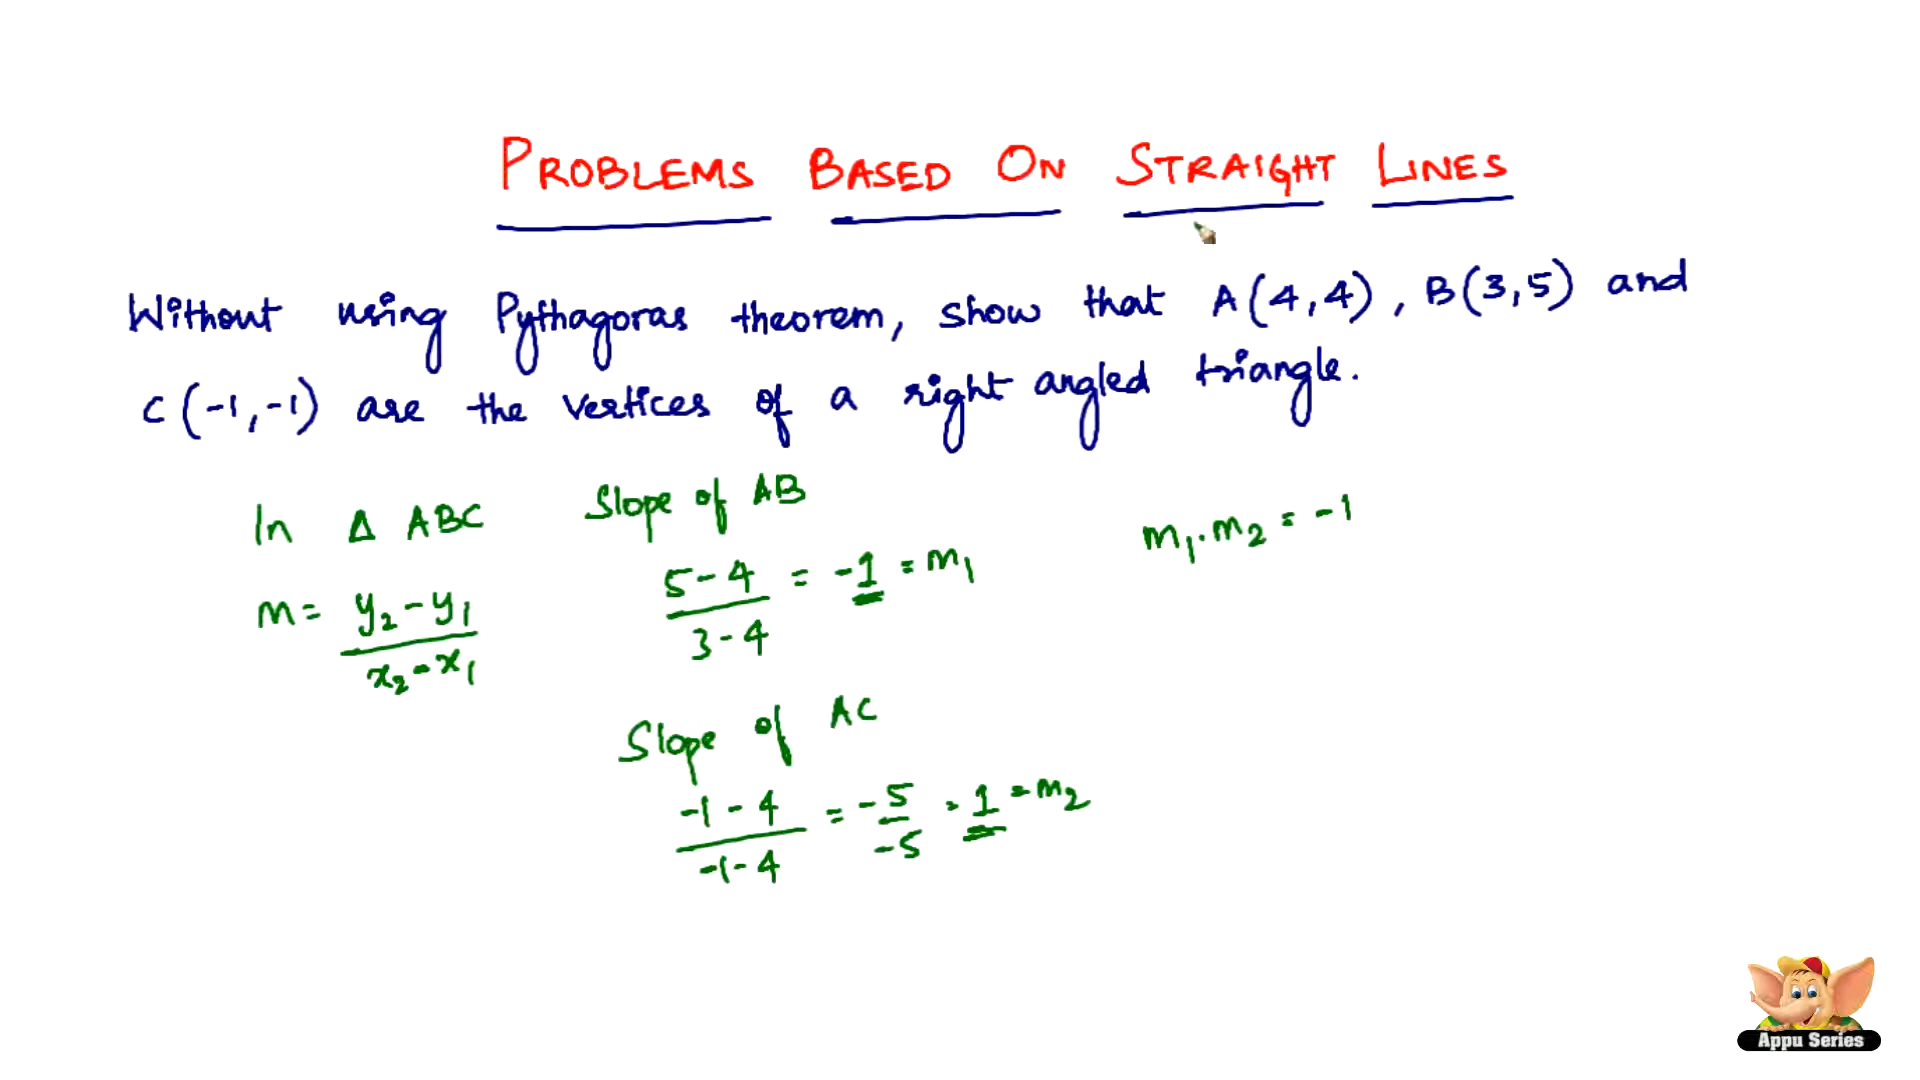 PROBLEMS BASED ON STRAIGHT LINES
Without using Pythagoras theorem, show that A(4,4), B(3,5) and
C(-1,-1) are the vertices of a right angled triangle.
In Δ ABC
m = y₂-y₁ / x₂-x₁
Slope of AB
5-4 / 3-4 = -1 = m₁
Slope of AC
-1-4 / -1-4 = -5 / -5 = 1 = m₂
m₁.m₂ = -1
Appu Series